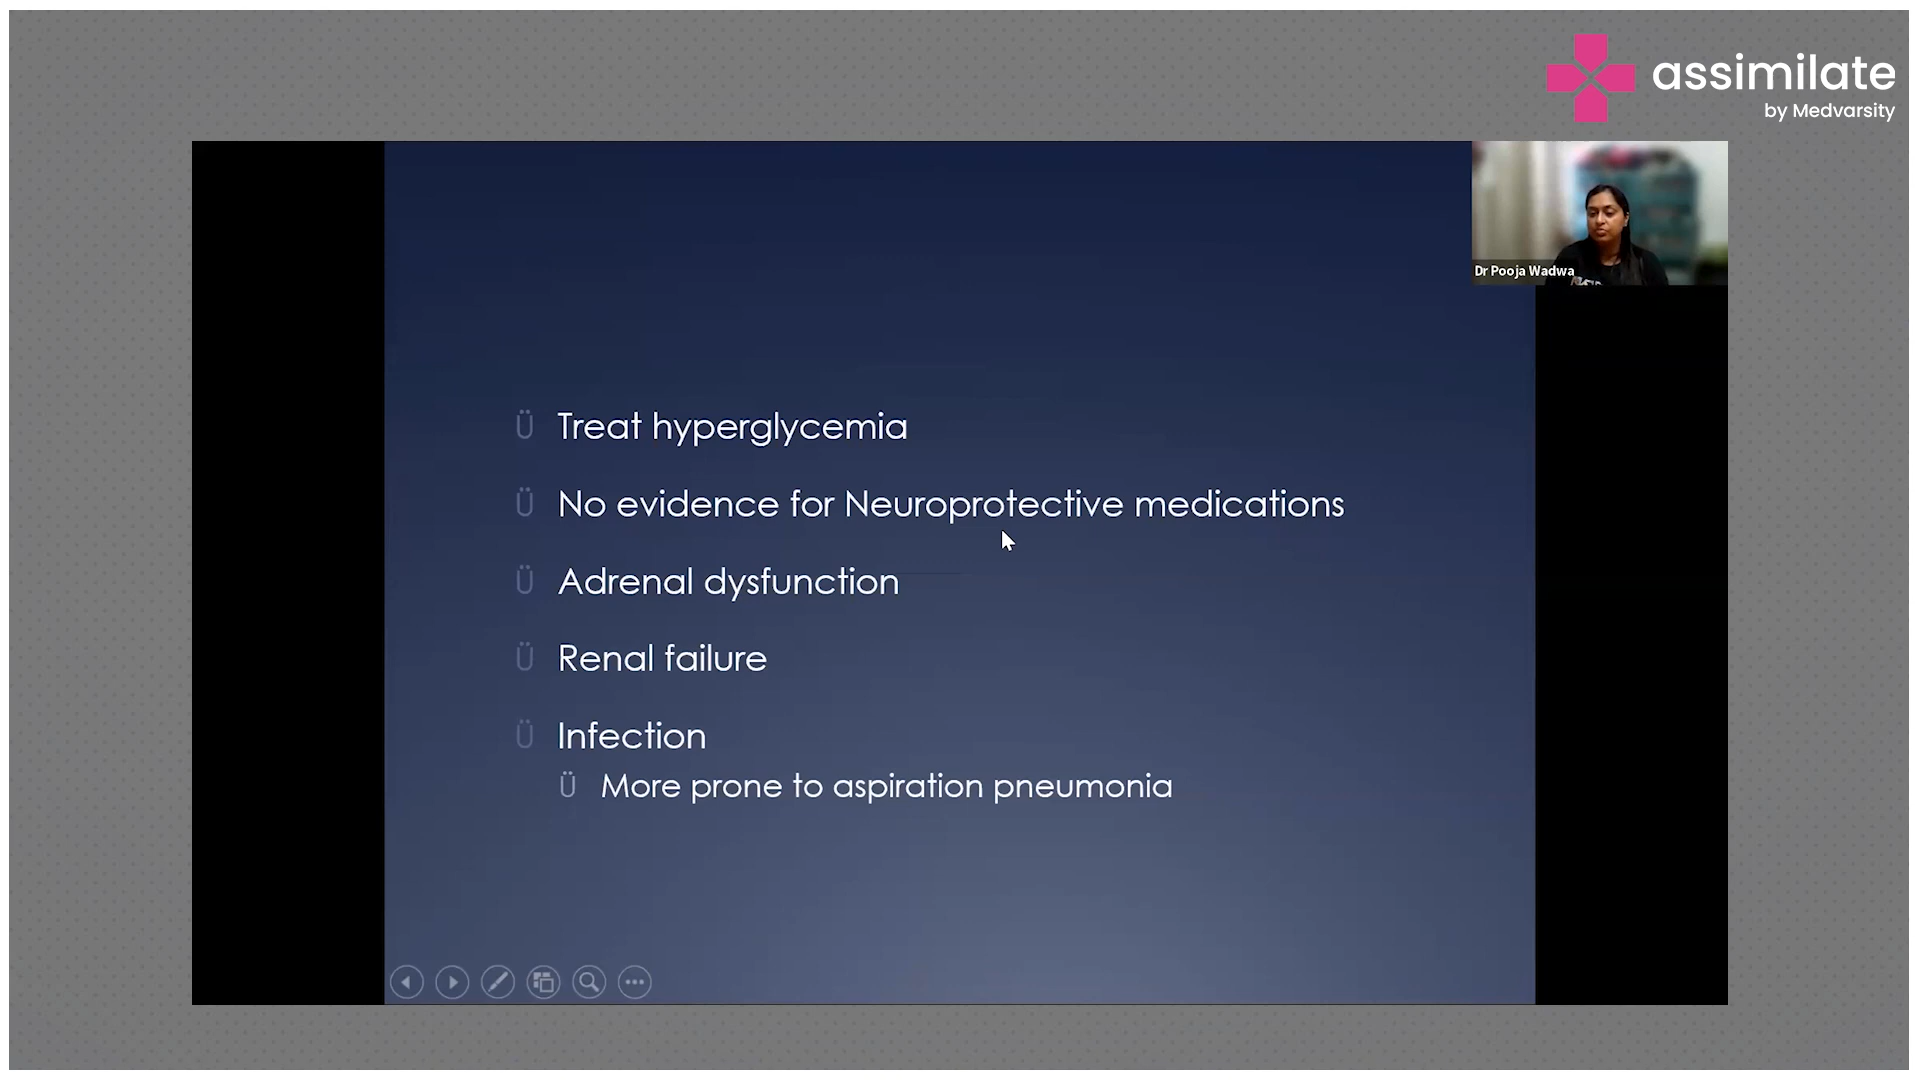 assimilate
by Medvarsity
Dr Pooja Wadwa
Ü Treat hyperglycemia
Ü No evidence for Neuroprotective medications
Ü Adrenal dysfunction
Ü Renal failure
Ü Infection
Ü More prone to aspiration pneumonia